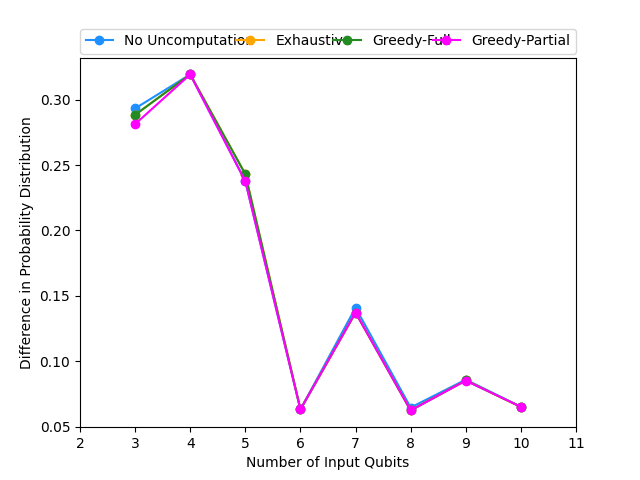 No Uncomputation Exhaustive Greedy-Full Greedy-Partial
Difference in Probability Distribution
0.30
0.25
0.20
0.15
0.10
0.05
2 3 4 5 6 7 8 9 10 11
Number of Input Qubits